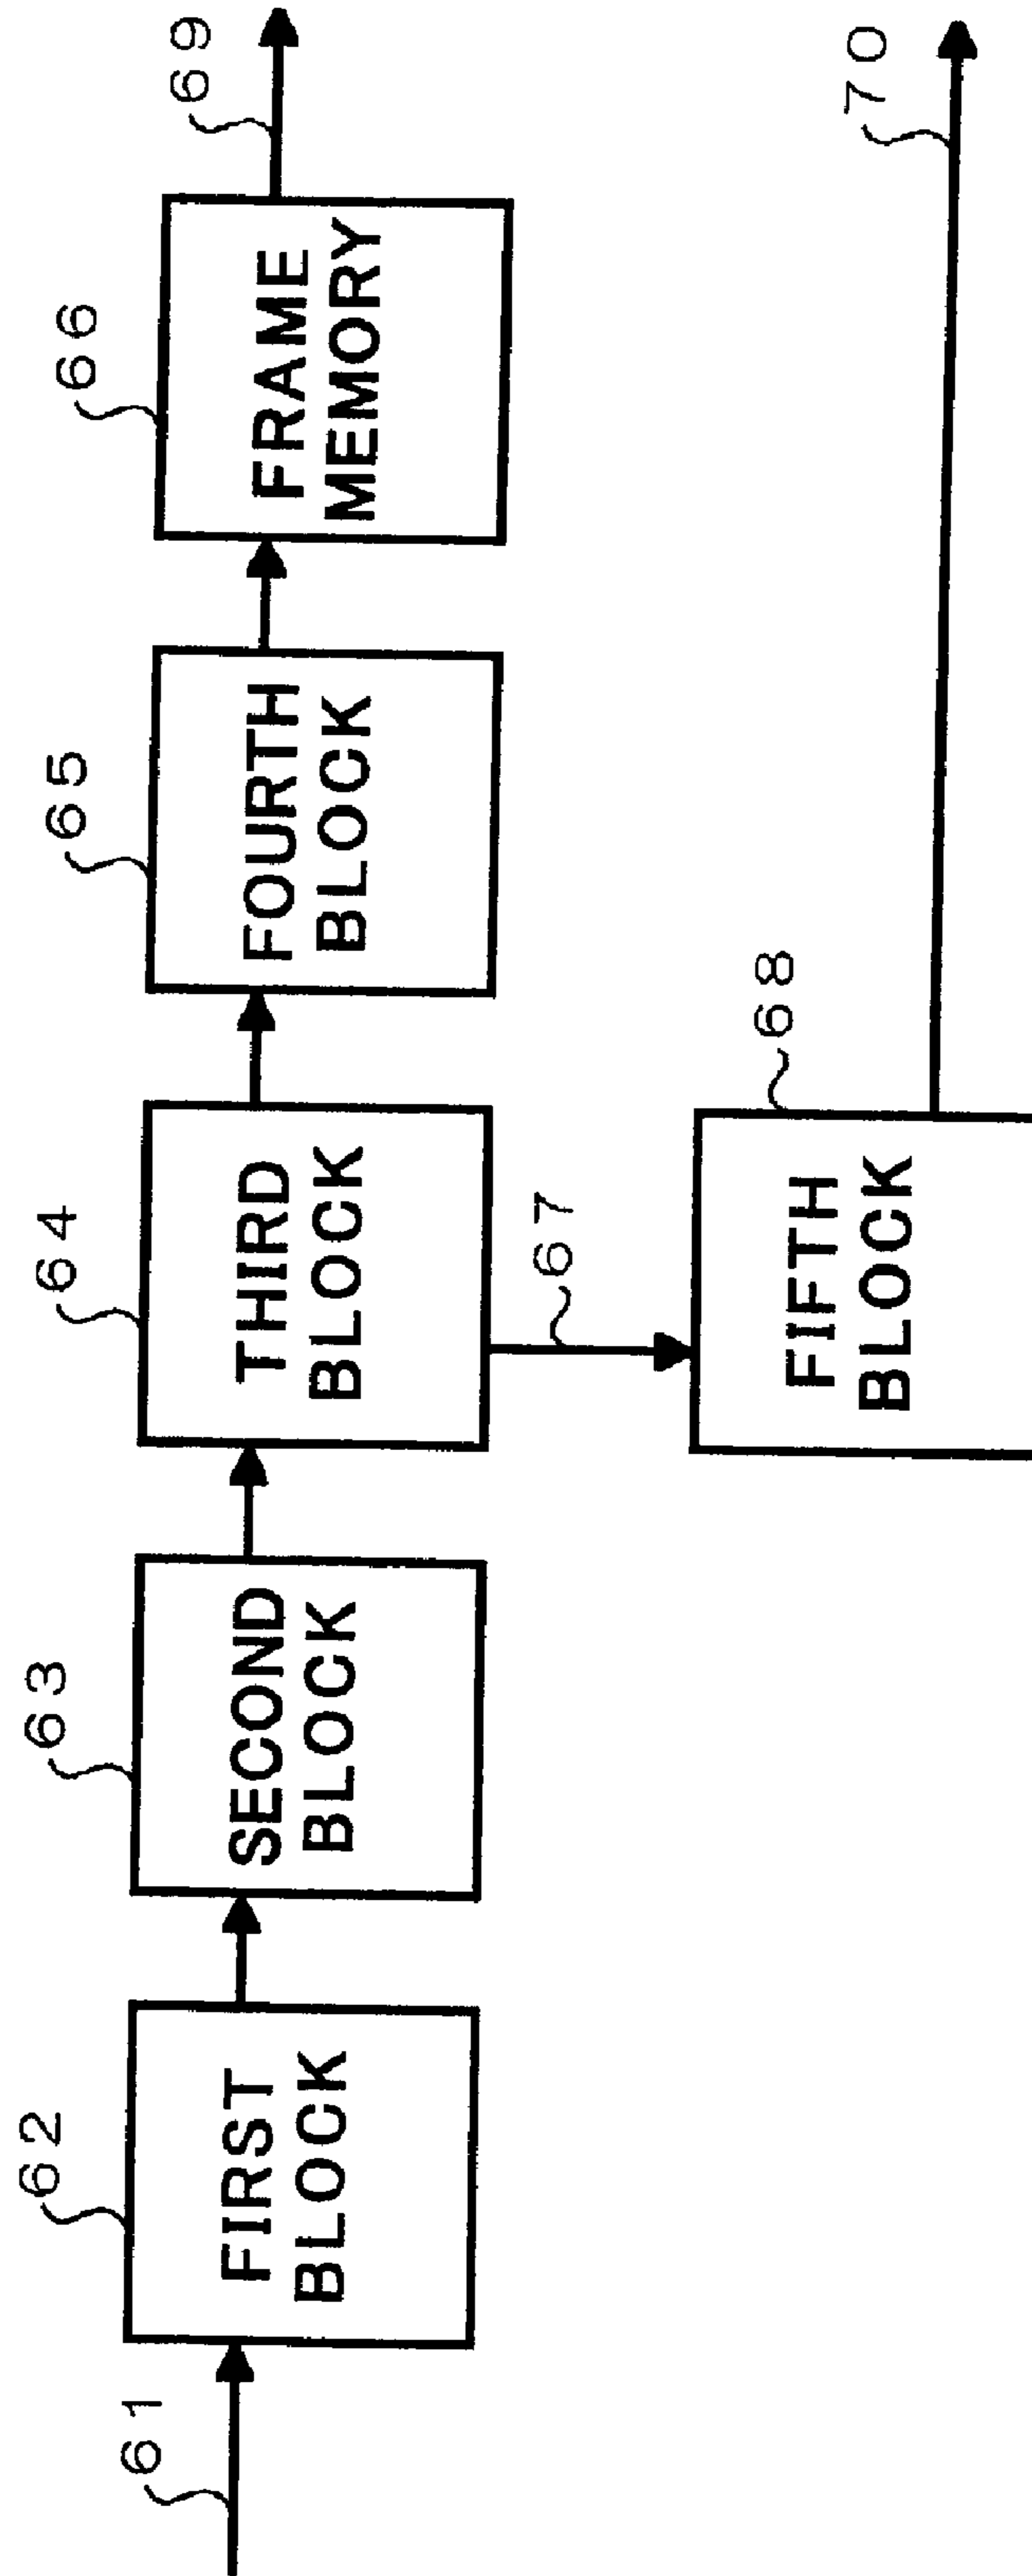 61
62
FIRST
BLOCK
63
SECOND
BLOCK
64
THIRD
BLOCK
65
FOURTH
BLOCK
66
FRAME
MEMORY
69
67
68
FIFTH
BLOCK
70